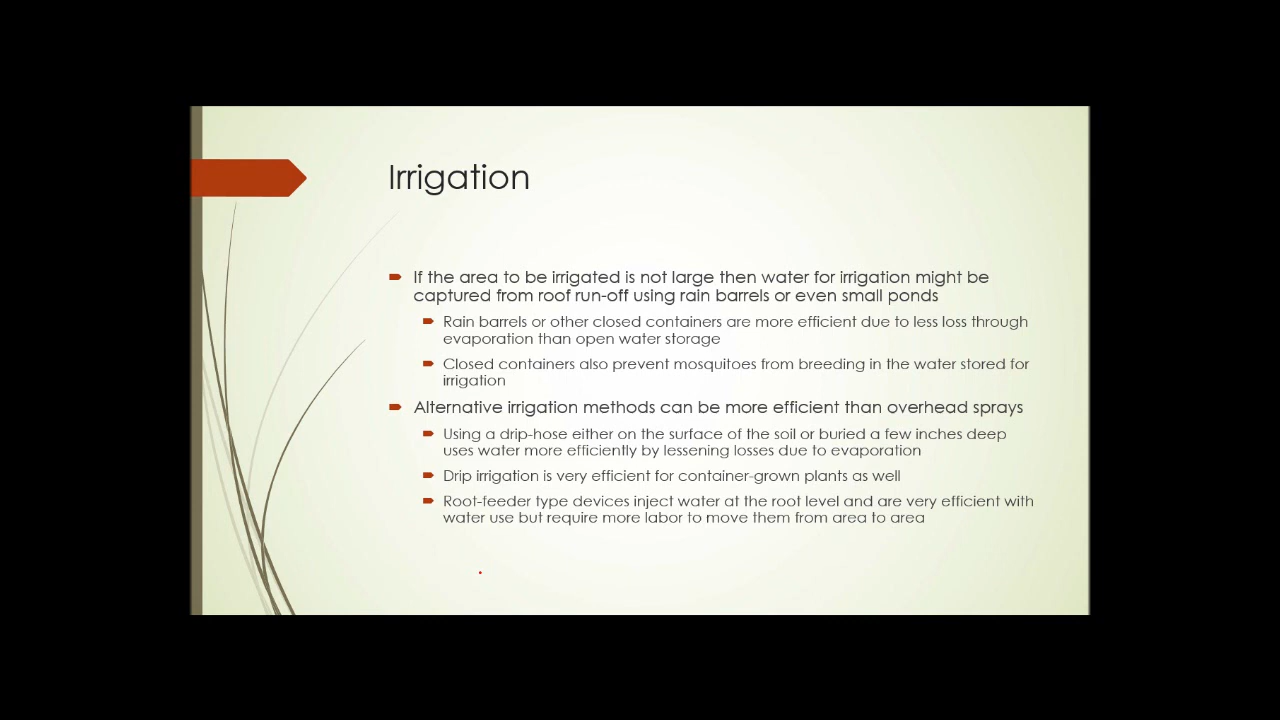 Irrigation
If the area to be irrigated is not large then water for irrigation might be
captured from roof run-off using rain barrels or even small ponds
Rain barrels or other closed containers are more efficient due to less loss through
evaporation than open water storage
Closed containers also prevent mosquitoes from breeding in the water stored for
irrigation
Alternative irrigation methods can be more efficient than overhead sprays
Using a drip-hose either on the surface of the soil or buried a few inches deep
uses water more efficiently by lessening losses due to evaporation
Drip irrigation is very efficient for container-grown plants as well
Root-feeder type devices inject water at the root level and are very efficient with
water use but require more labor to move them from area to area